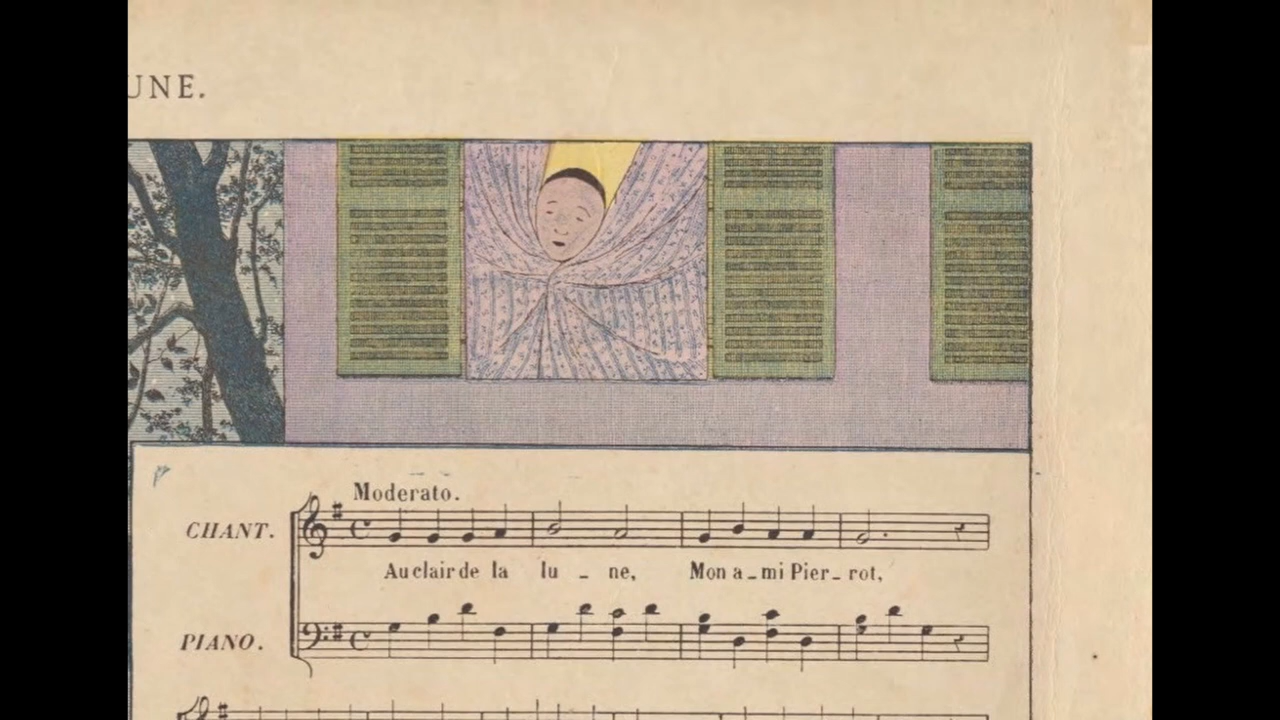 UNE.
Moderato.
CHANT.
Au clair de la lu - ne, Mon a - mi Pier - rot,
PIANO.